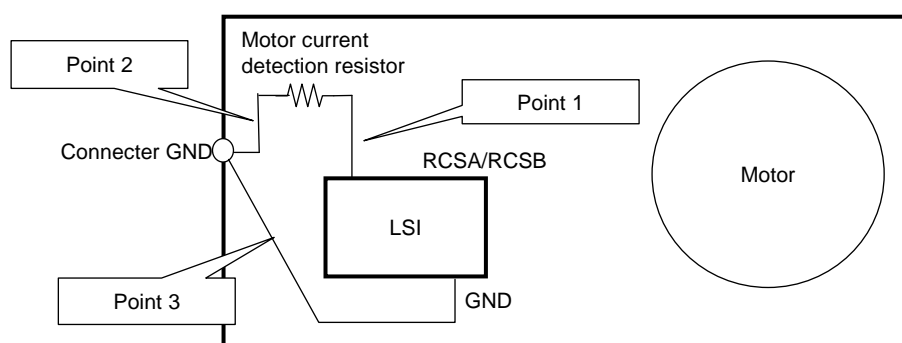 Motor current
detection resistor
Point 2
Point 1
Connecter GND
RCSA/RCSB
Motor
LSI
Point 3
GND